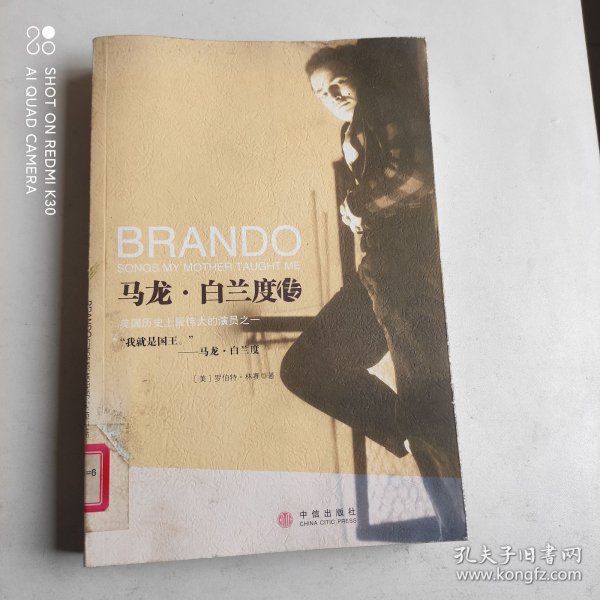 SHOT ON REDMI K30
AI QUAD CAMERA
BRANDO
SONGS MY MOTHER TAUGHT ME
马龙·白兰度传
美国历史上最伟大的演员之一
“我就是国王。”
——马龙·白兰度
［美］罗伯特·林赛◎著
BRANDO
=6
中信出版社
CHINA CITIC PRESS
孔夫子旧书网
www.kongfz.com